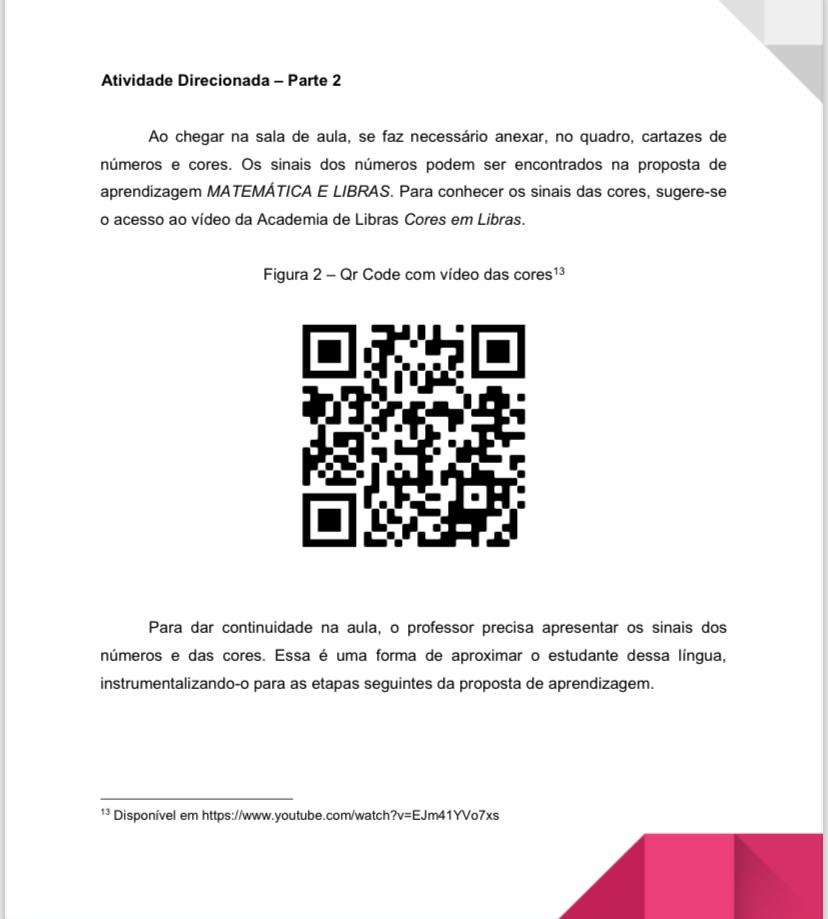 Atividade Direcionada – Parte 2
Ao chegar na sala de aula, se faz necessário anexar, no quadro, cartazes de
números e cores. Os sinais dos números podem ser encontrados na proposta de
aprendizagem MATEMÁTICA E LIBRAS. Para conhecer os sinais das cores, sugere-se
o acesso ao vídeo da Academia de Libras Cores em Libras.
Figura 2 – Qr Code com vídeo das cores¹³
Para dar continuidade na aula, o professor precisa apresentar os sinais dos
números e das cores. Essa é uma forma de aproximar o estudante dessa língua,
instrumentalizando-o para as etapas seguintes da proposta de aprendizagem.
¹³ Disponível em https://www.youtube.com/watch?v=EJm41YVo7xs